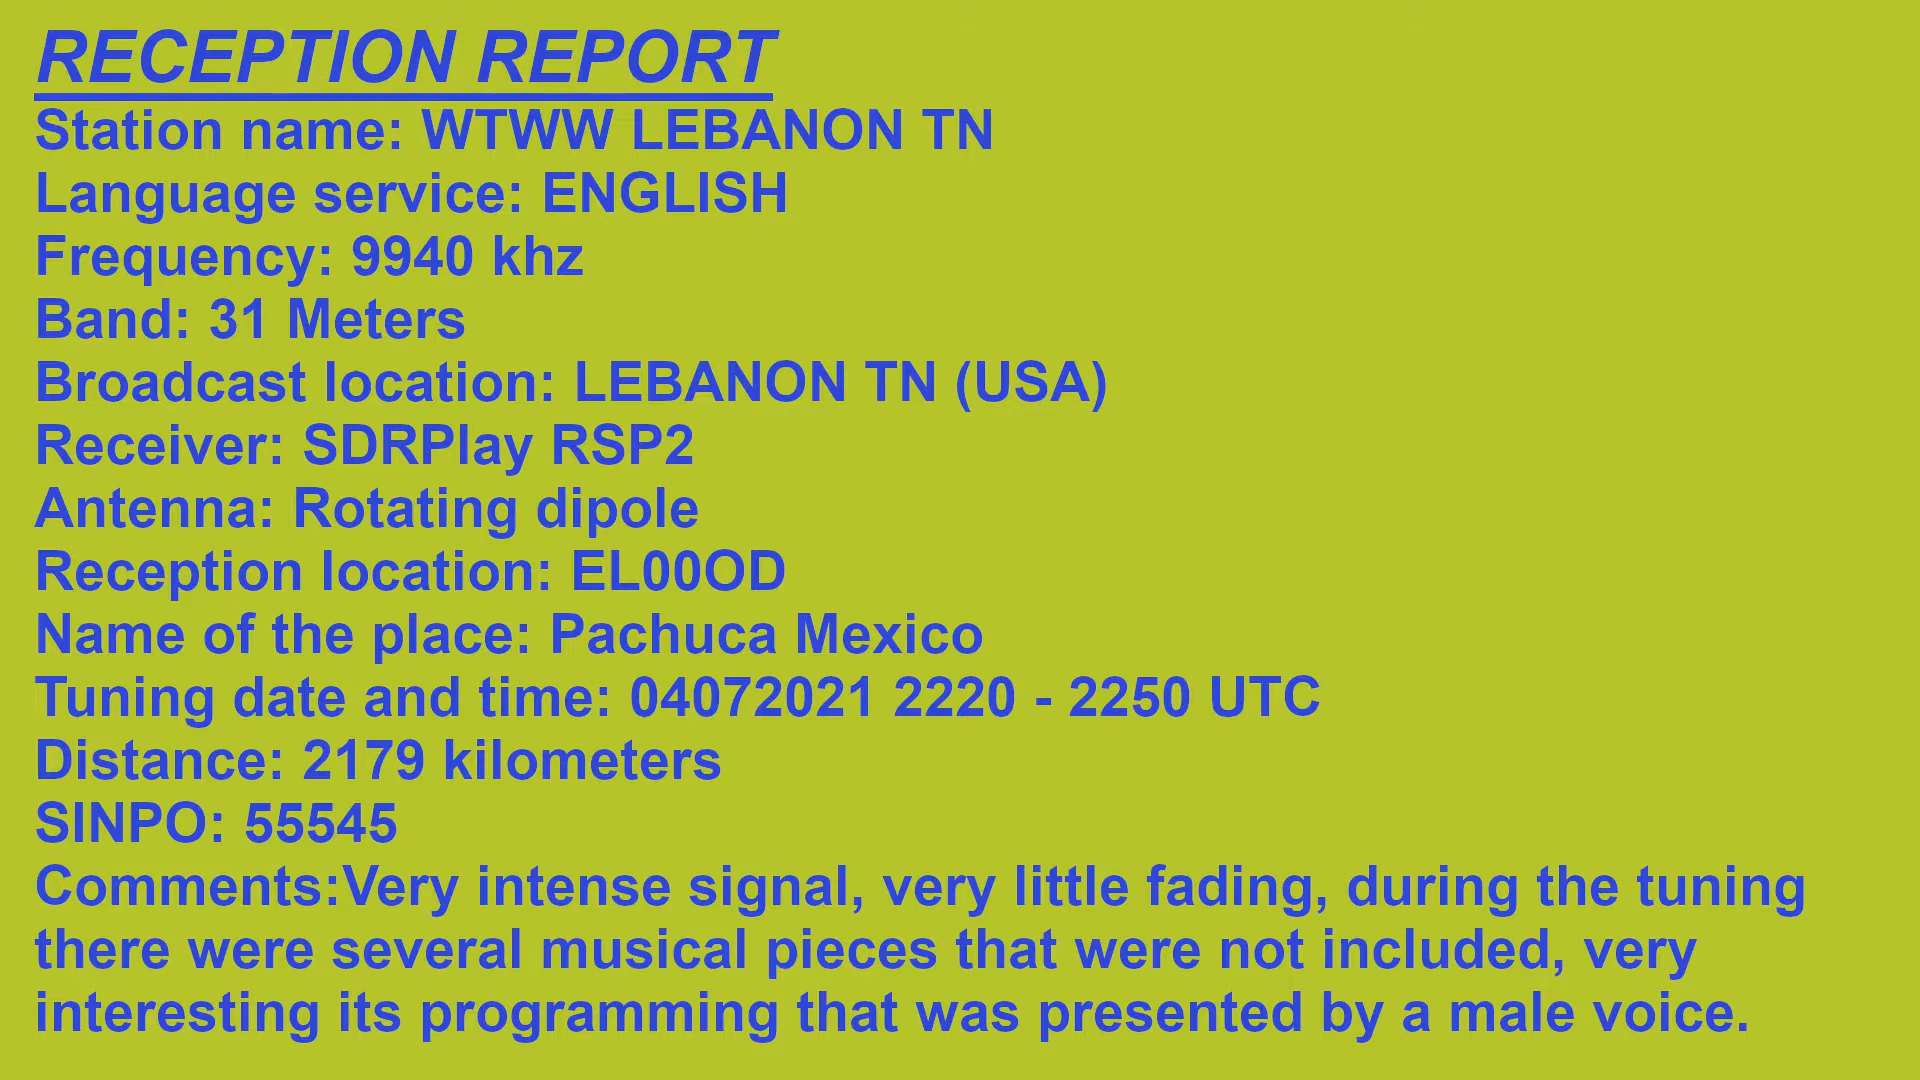 RECEPTION REPORT
Station name: WTWW LEBANON TN
Language service: ENGLISH
Frequency: 9940 khz
Band: 31 Meters
Broadcast location: LEBANON TN (USA)
Receiver: SDRPlay RSP2
Antenna: Rotating dipole
Reception location: EL00OD
Name of the place: Pachuca Mexico
Tuning date and time: 04072021 2220 - 2250 UTC
Distance: 2179 kilometers
SINPO: 55545
Comments:Very intense signal, very little fading, during the tuning
there were several musical pieces that were not included, very
interesting its programming that was presented by a male voice.